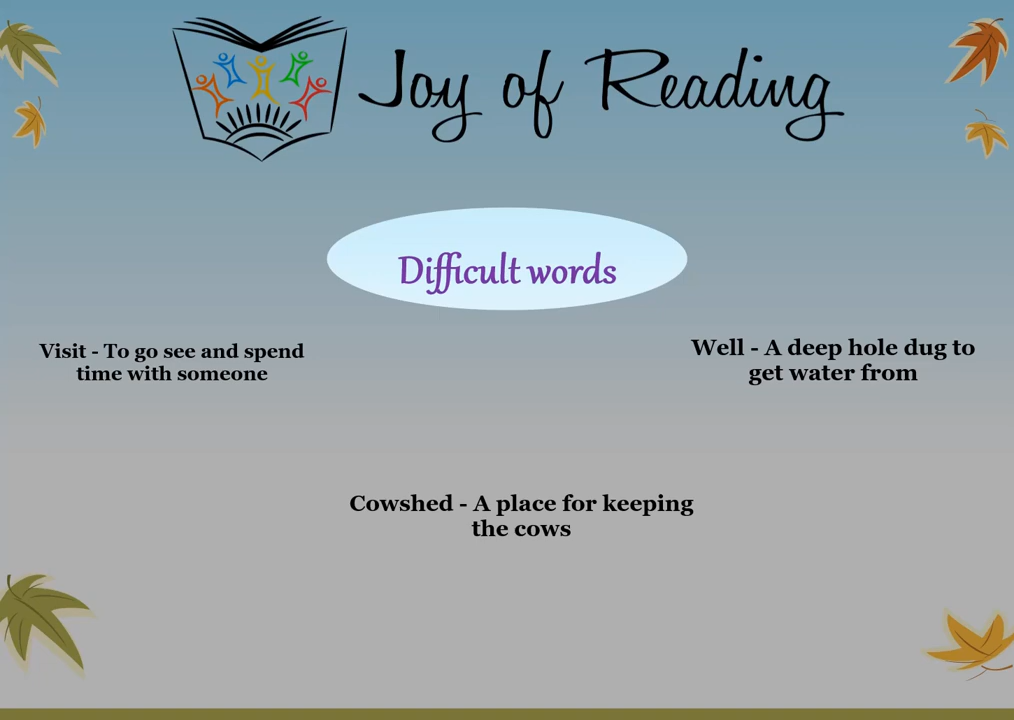 Joy of Reading
Difficult words
Visit - To go see and spend
time with someone
Well - A deep hole dug to
get water from
Cowshed - A place for keeping
the cows